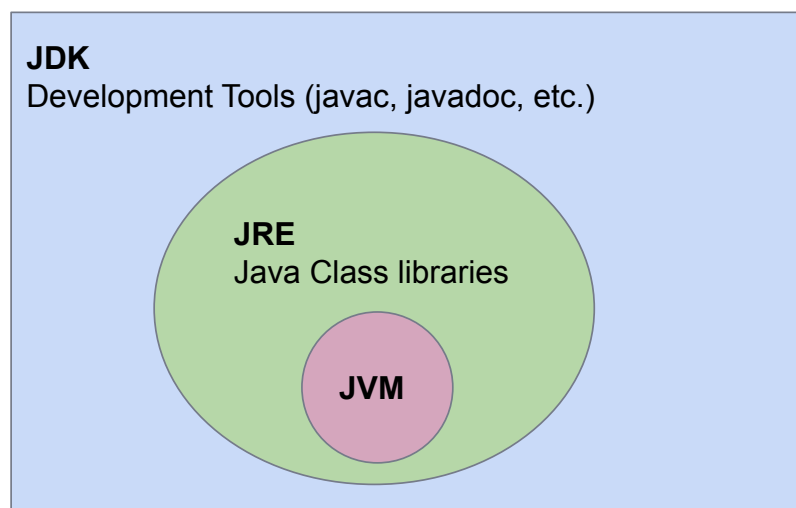 JDK
Development Tools (javac, javadoc, etc.)
JRE
Java Class libraries
JVM